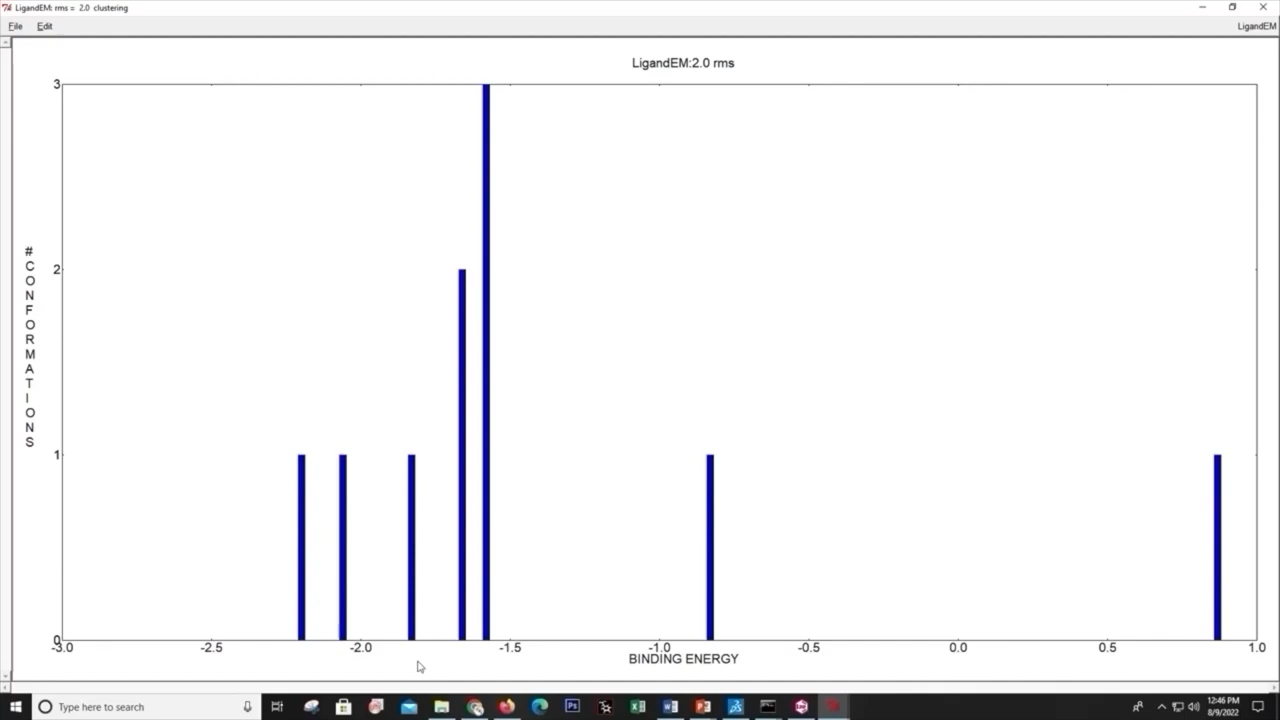 LigandEM: rms = 2.0 clustering
File Edit LigandEM
LigandEM:2.0 rms
3
2
1
0
#CONFORMATIONS
-3.0 -2.5 -2.0 -1.5 -1.0 -0.5 0.0 0.5 1.0
BINDING ENERGY
Type here to search
12:46 PM
8/9/2022